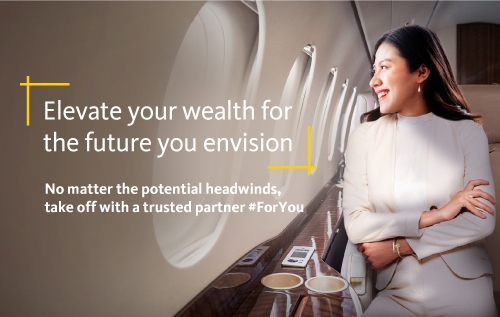 Elevate your wealth for
the future you envision
No matter the potential headwinds,
take off with a trusted partner #ForYou